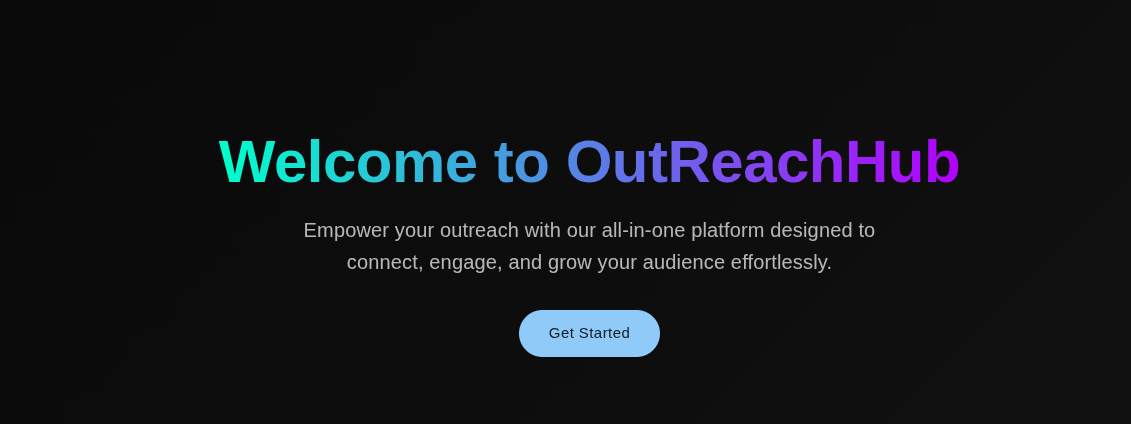 Welcome to OutReachHub
Empower your outreach with our all-in-one platform designed to
connect, engage, and grow your audience effortlessly.
Get Started